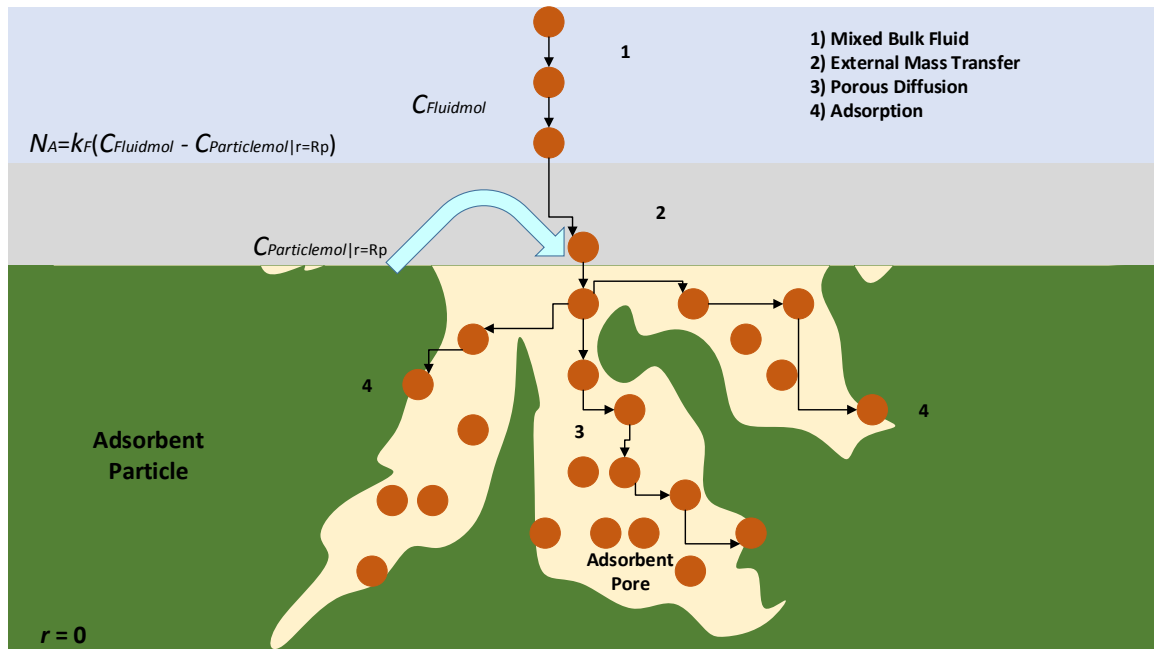 1) Mixed Bulk Fluid
2) External Mass Transfer
3) Porous Diffusion
4) Adsorption
1
CFluidmol
NA=kF(CFluidmol - CParticlemol|r=Rp)
2
CParticlemol|r=Rp
4
4
3
Adsorbent
Particle
Adsorbent
Pore
r = 0